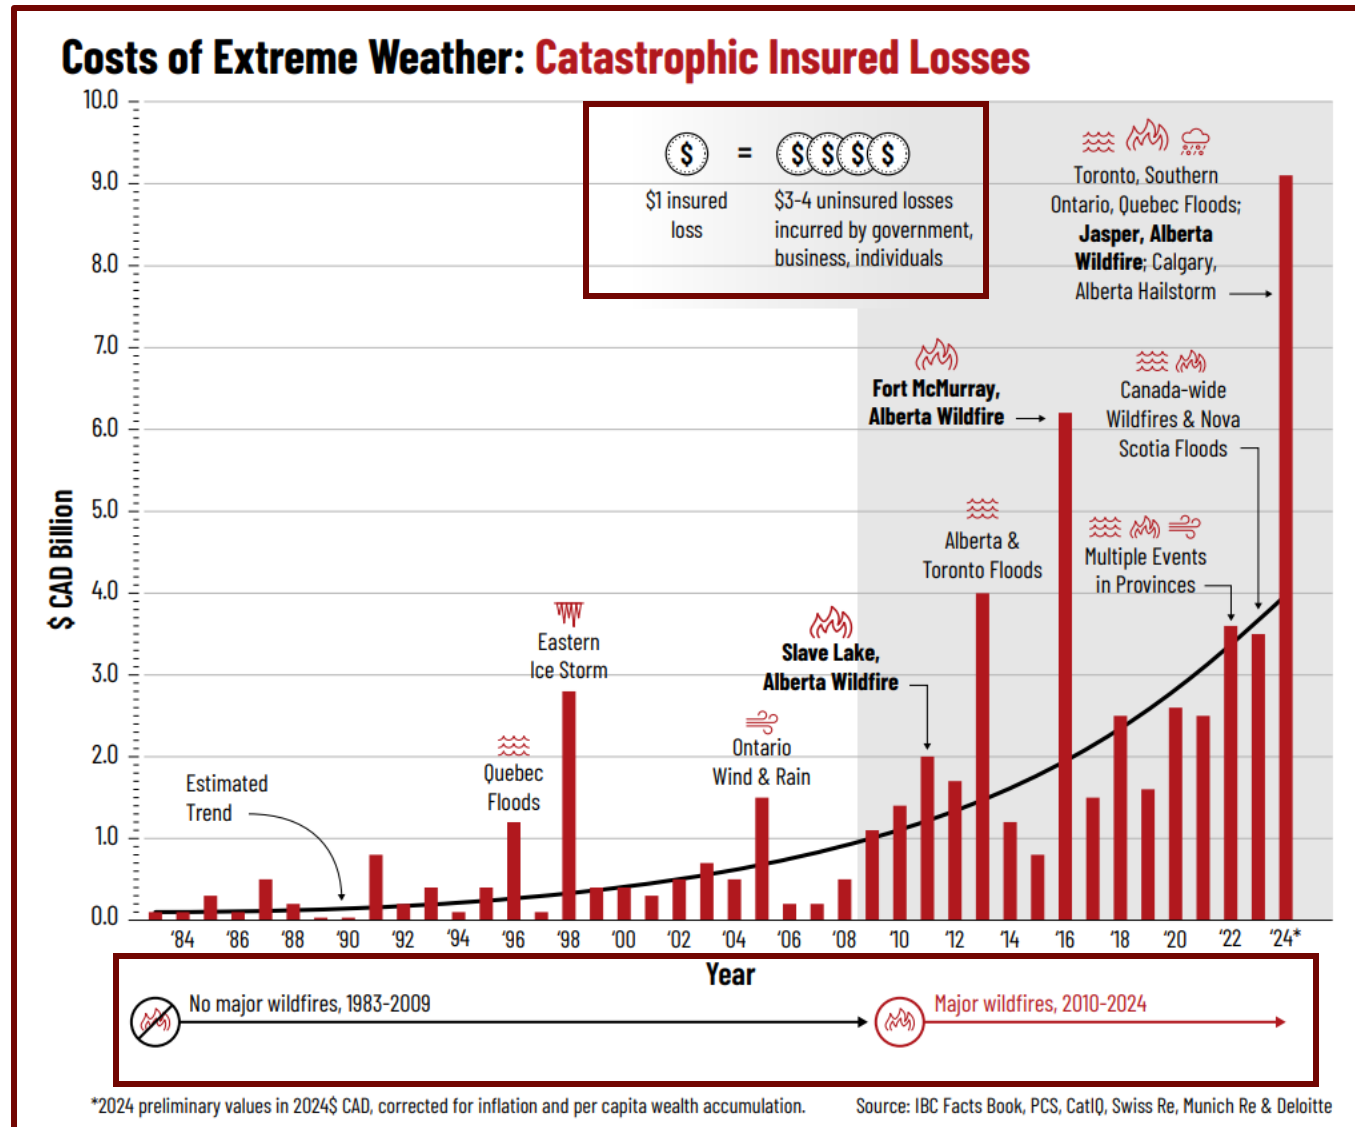 Costs of Extreme Weather: Catastrophic Insured Losses
10.0
9.0
8.0
7.0
6.0
5.0
4.0
3.0
2.0
1.0
0.0
$ CAD Billion
$ = $ $ $ $
$1 insured
loss
$3-4 uninsured losses
incurred by government,
business, individuals
Toronto, Southern
Ontario, Quebec Floods;
Jasper, Alberta
Wildfire; Calgary,
Alberta Hailstorm
Fort McMurray,
Alberta Wildfire
Canada-wide
Wildfires & Nova
Scotia Floods
Alberta &
Toronto Floods
Multiple Events
in Provinces
Eastern
Ice Storm
Slave Lake,
Alberta Wildfire
Ontario
Wind & Rain
Quebec
Floods
Estimated
Trend
'84 '86 '88 '90 '92 '94 '96 '98 '00 '02 '04 '06 '08 '10 '12 '14 '16 '18 '20 '22 '24*
Year
No major wildfires, 1983-2009
Major wildfires, 2010-2024
*2024 preliminary values in 2024$ CAD, corrected for inflation and per capita wealth accumulation.
Source: IBC Facts Book, PCS, CatIQ, Swiss Re, Munich Re & Deloitte